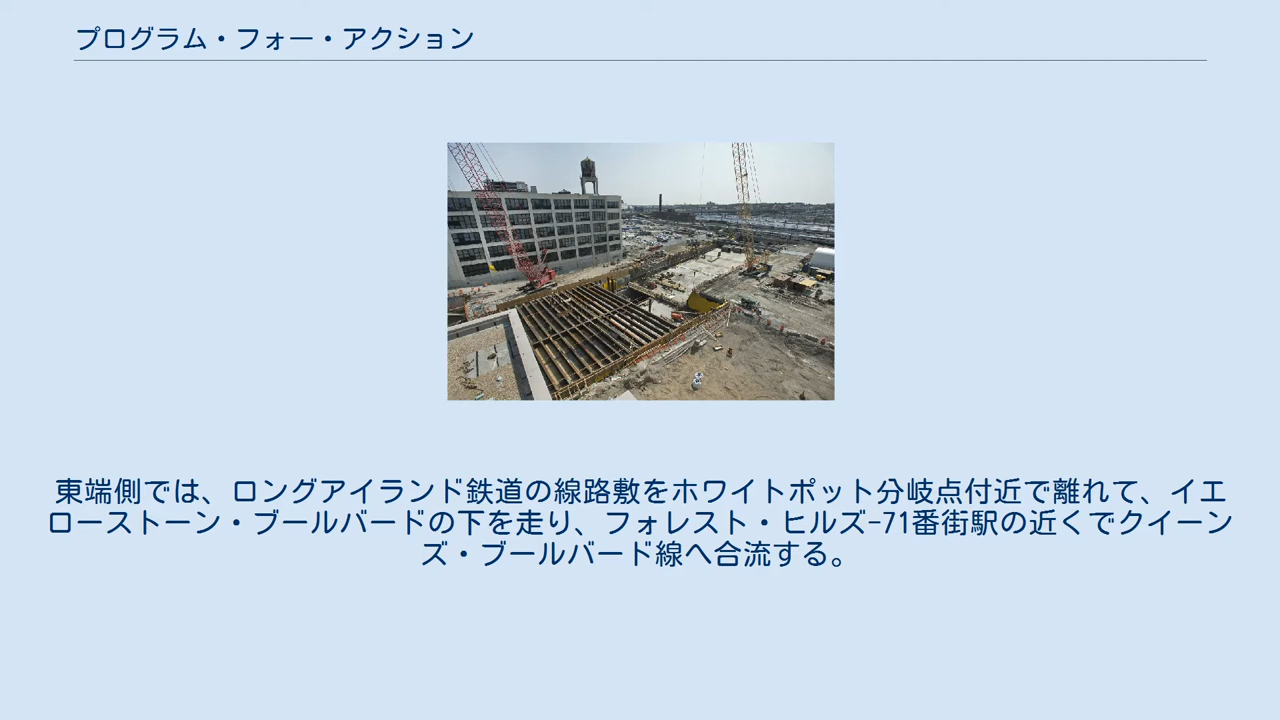 プログラム・フォー・アクション
東端側では、ロングアイランド鉄道の線路敷をホワイトポット分岐点付近で離れて、イエ
ローストーン・ブールバードの下を走り、フォレスト・ヒルズ-71番街駅の近くでクイーン
ズ・ブールバード線へ合流する。